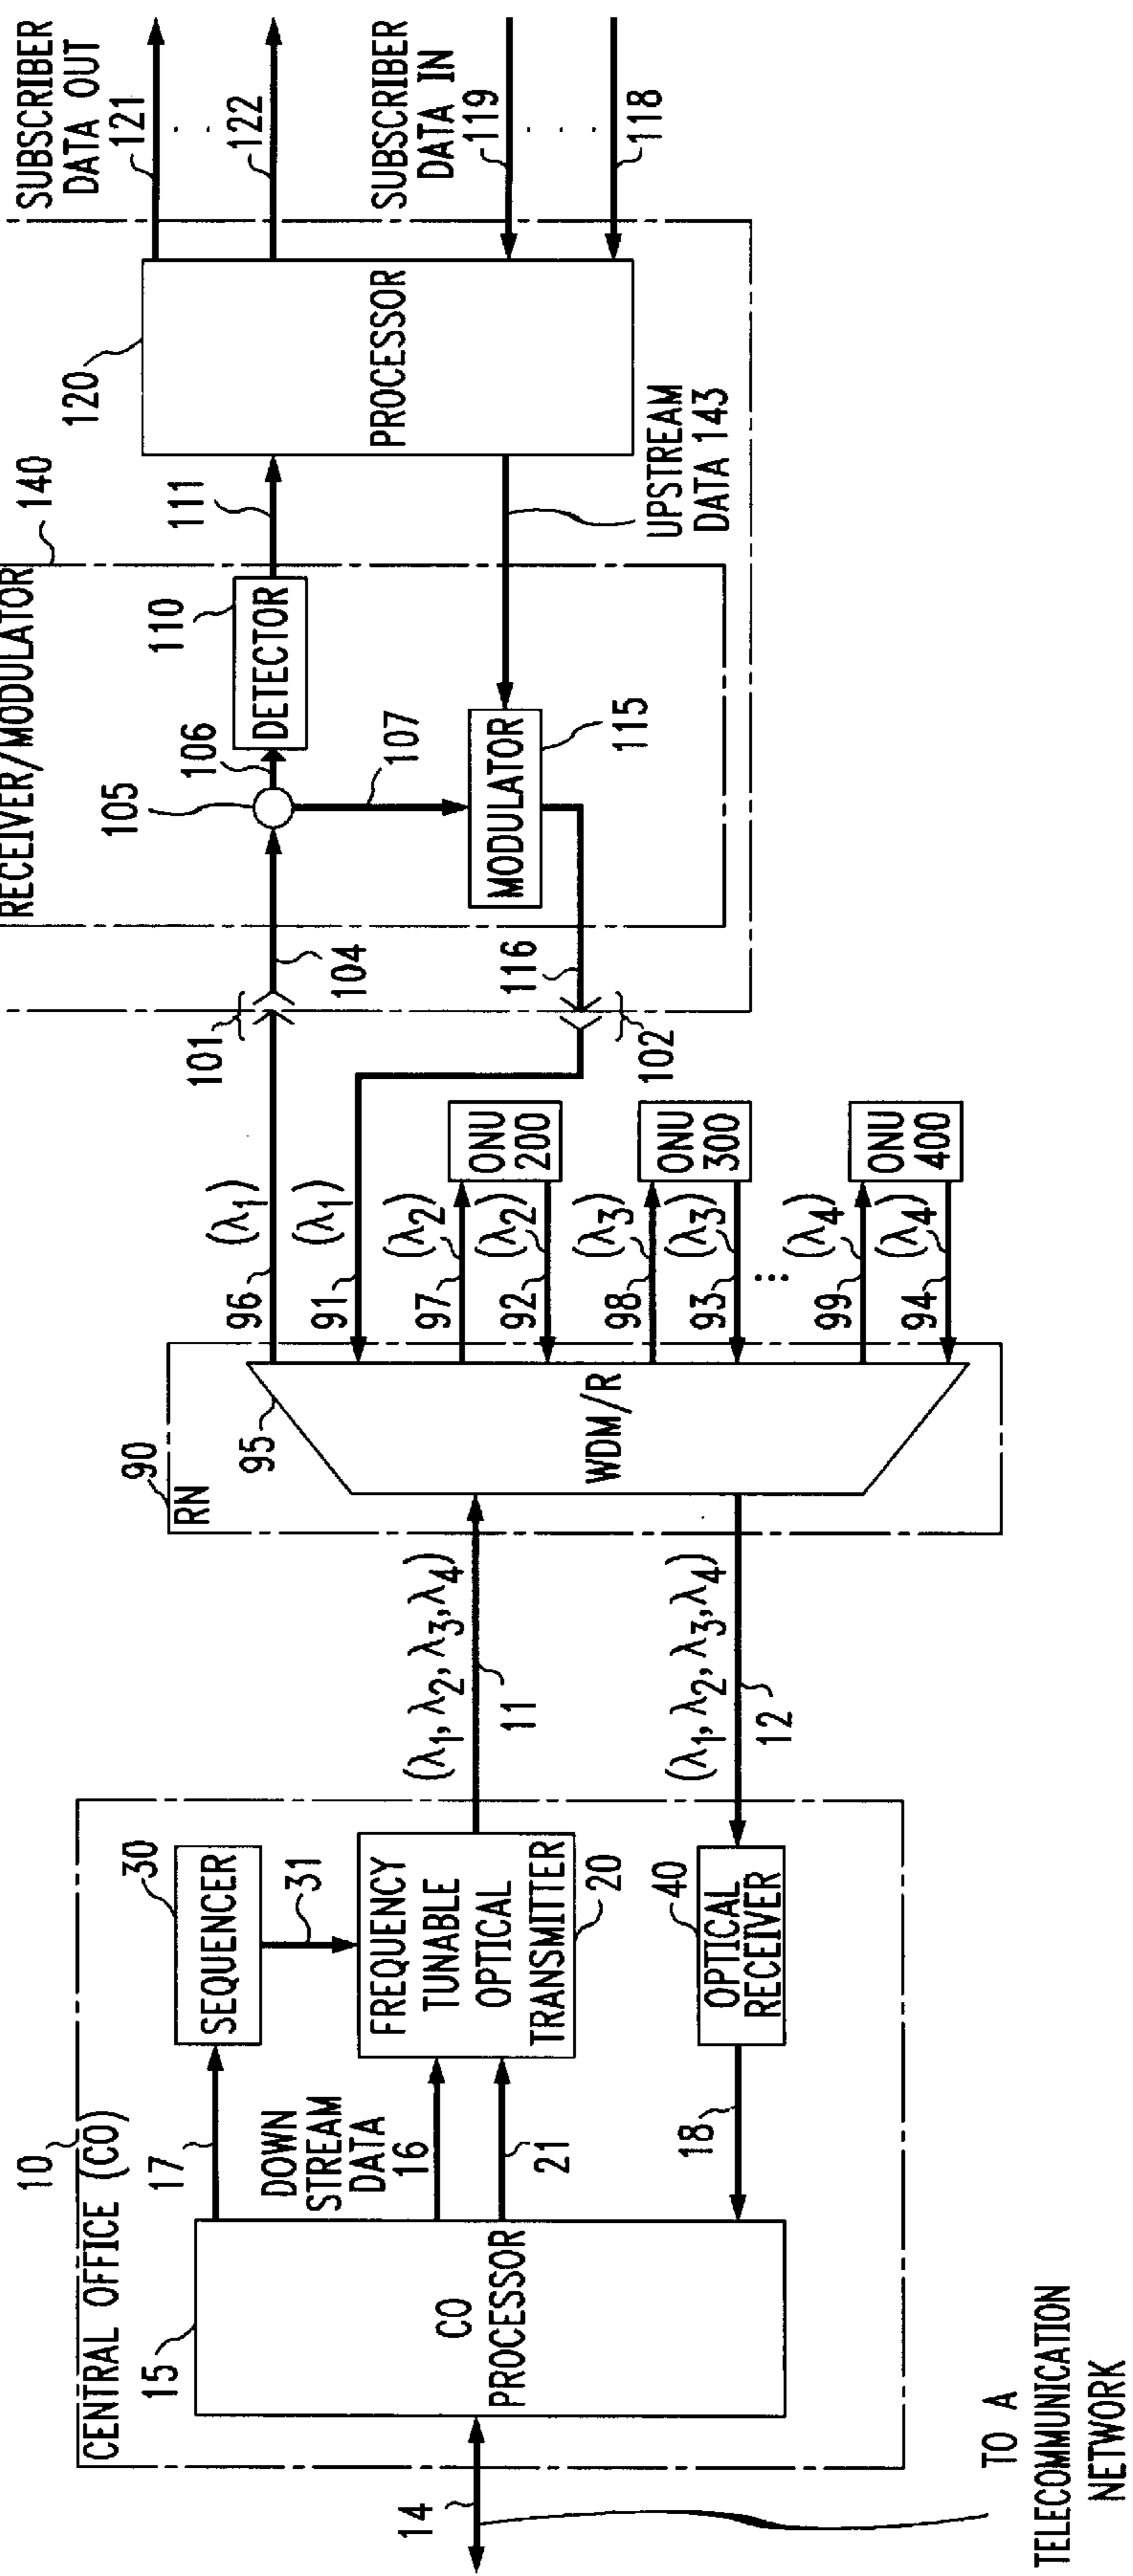 10
CENTRAL OFFICE (CO)
14
TO A
TELECOMMUNICATION
NETWORK
15
CO
PROCESSOR
17
DOWN
STREAM
DATA
16
21
18
30
SEQUENCER
31
FREQUENCY
TUNABLE
OPTICAL
TRANSMITTER
20
40
OPTICAL
RECEIVER
(λ1, λ2, λ3, λ4)
11
(λ1, λ2, λ3, λ4)
12
90
RN
95
WDM/R
96
(λ1)
91
(λ1)
97
(λ2)
92
(λ2)
98
(λ3)
93
(λ3)
99
(λ4)
94
(λ4)
ONU
200
ONU
300
ONU
400
101
104
116
102
RECEIVER/MODULATOR
140
105
106
107
110
DETECTOR
111
MODULATOR
115
UPSTREAM
DATA 143
120
PROCESSOR
SUBSCRIBER
DATA OUT
121
122
SUBSCRIBER
DATA IN
119
118